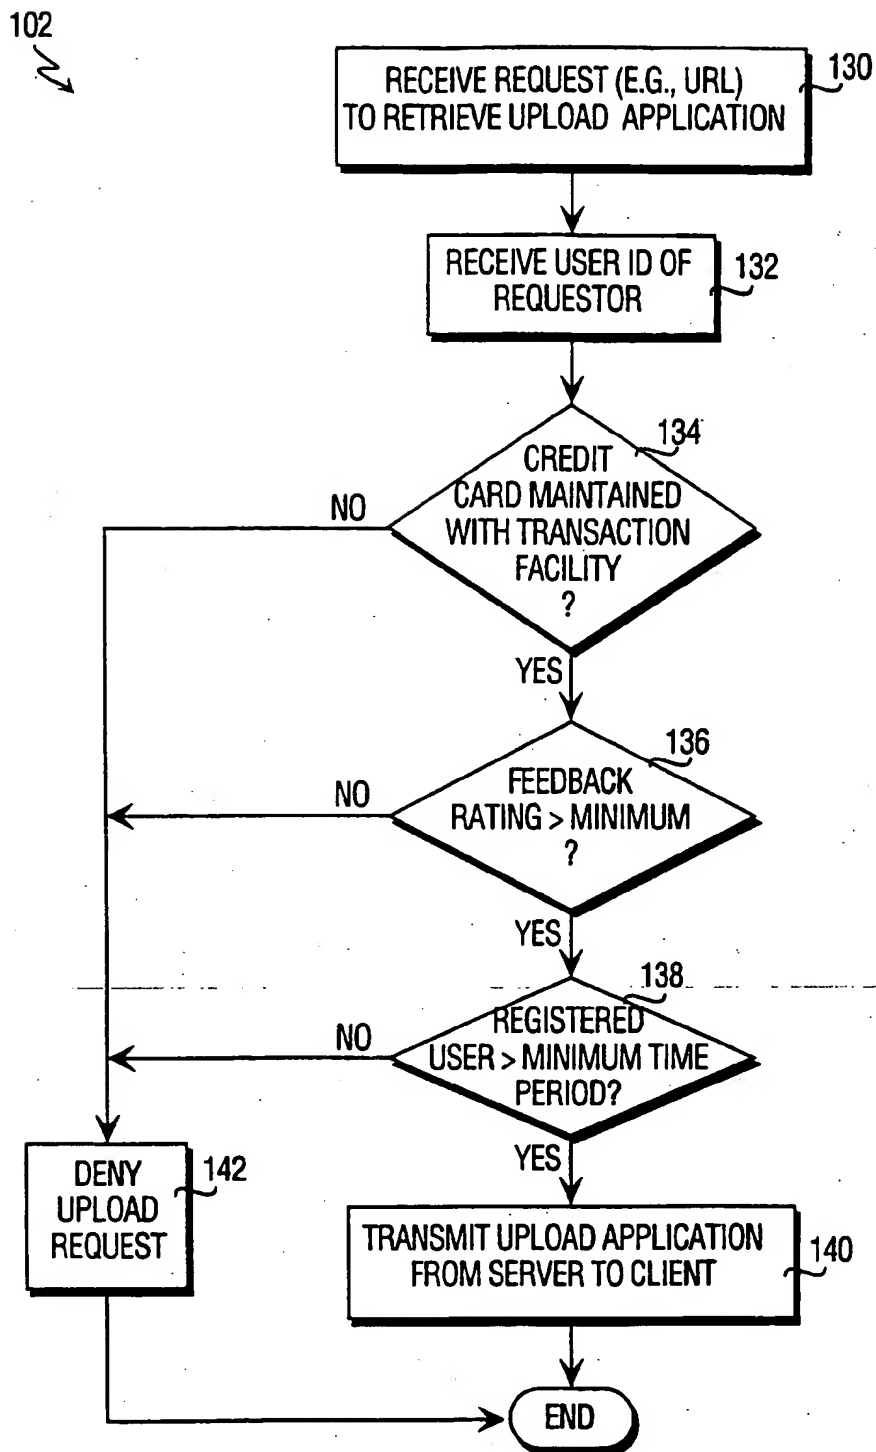 102
RECEIVE REQUEST (E.G., URL)
TO RETRIEVE UPLOAD APPLICATION
130
RECEIVE USER ID OF
REQUESTOR
132
134
CREDIT
CARD MAINTAINED
WITH TRANSACTION
FACILITY
?
NO
YES
136
FEEDBACK
RATING > MINIMUM
?
NO
YES
138
REGISTERED
USER > MINIMUM TIME
PERIOD?
NO
YES
DENY
UPLOAD
REQUEST
142
TRANSMIT UPLOAD APPLICATION
FROM SERVER TO CLIENT
140
END